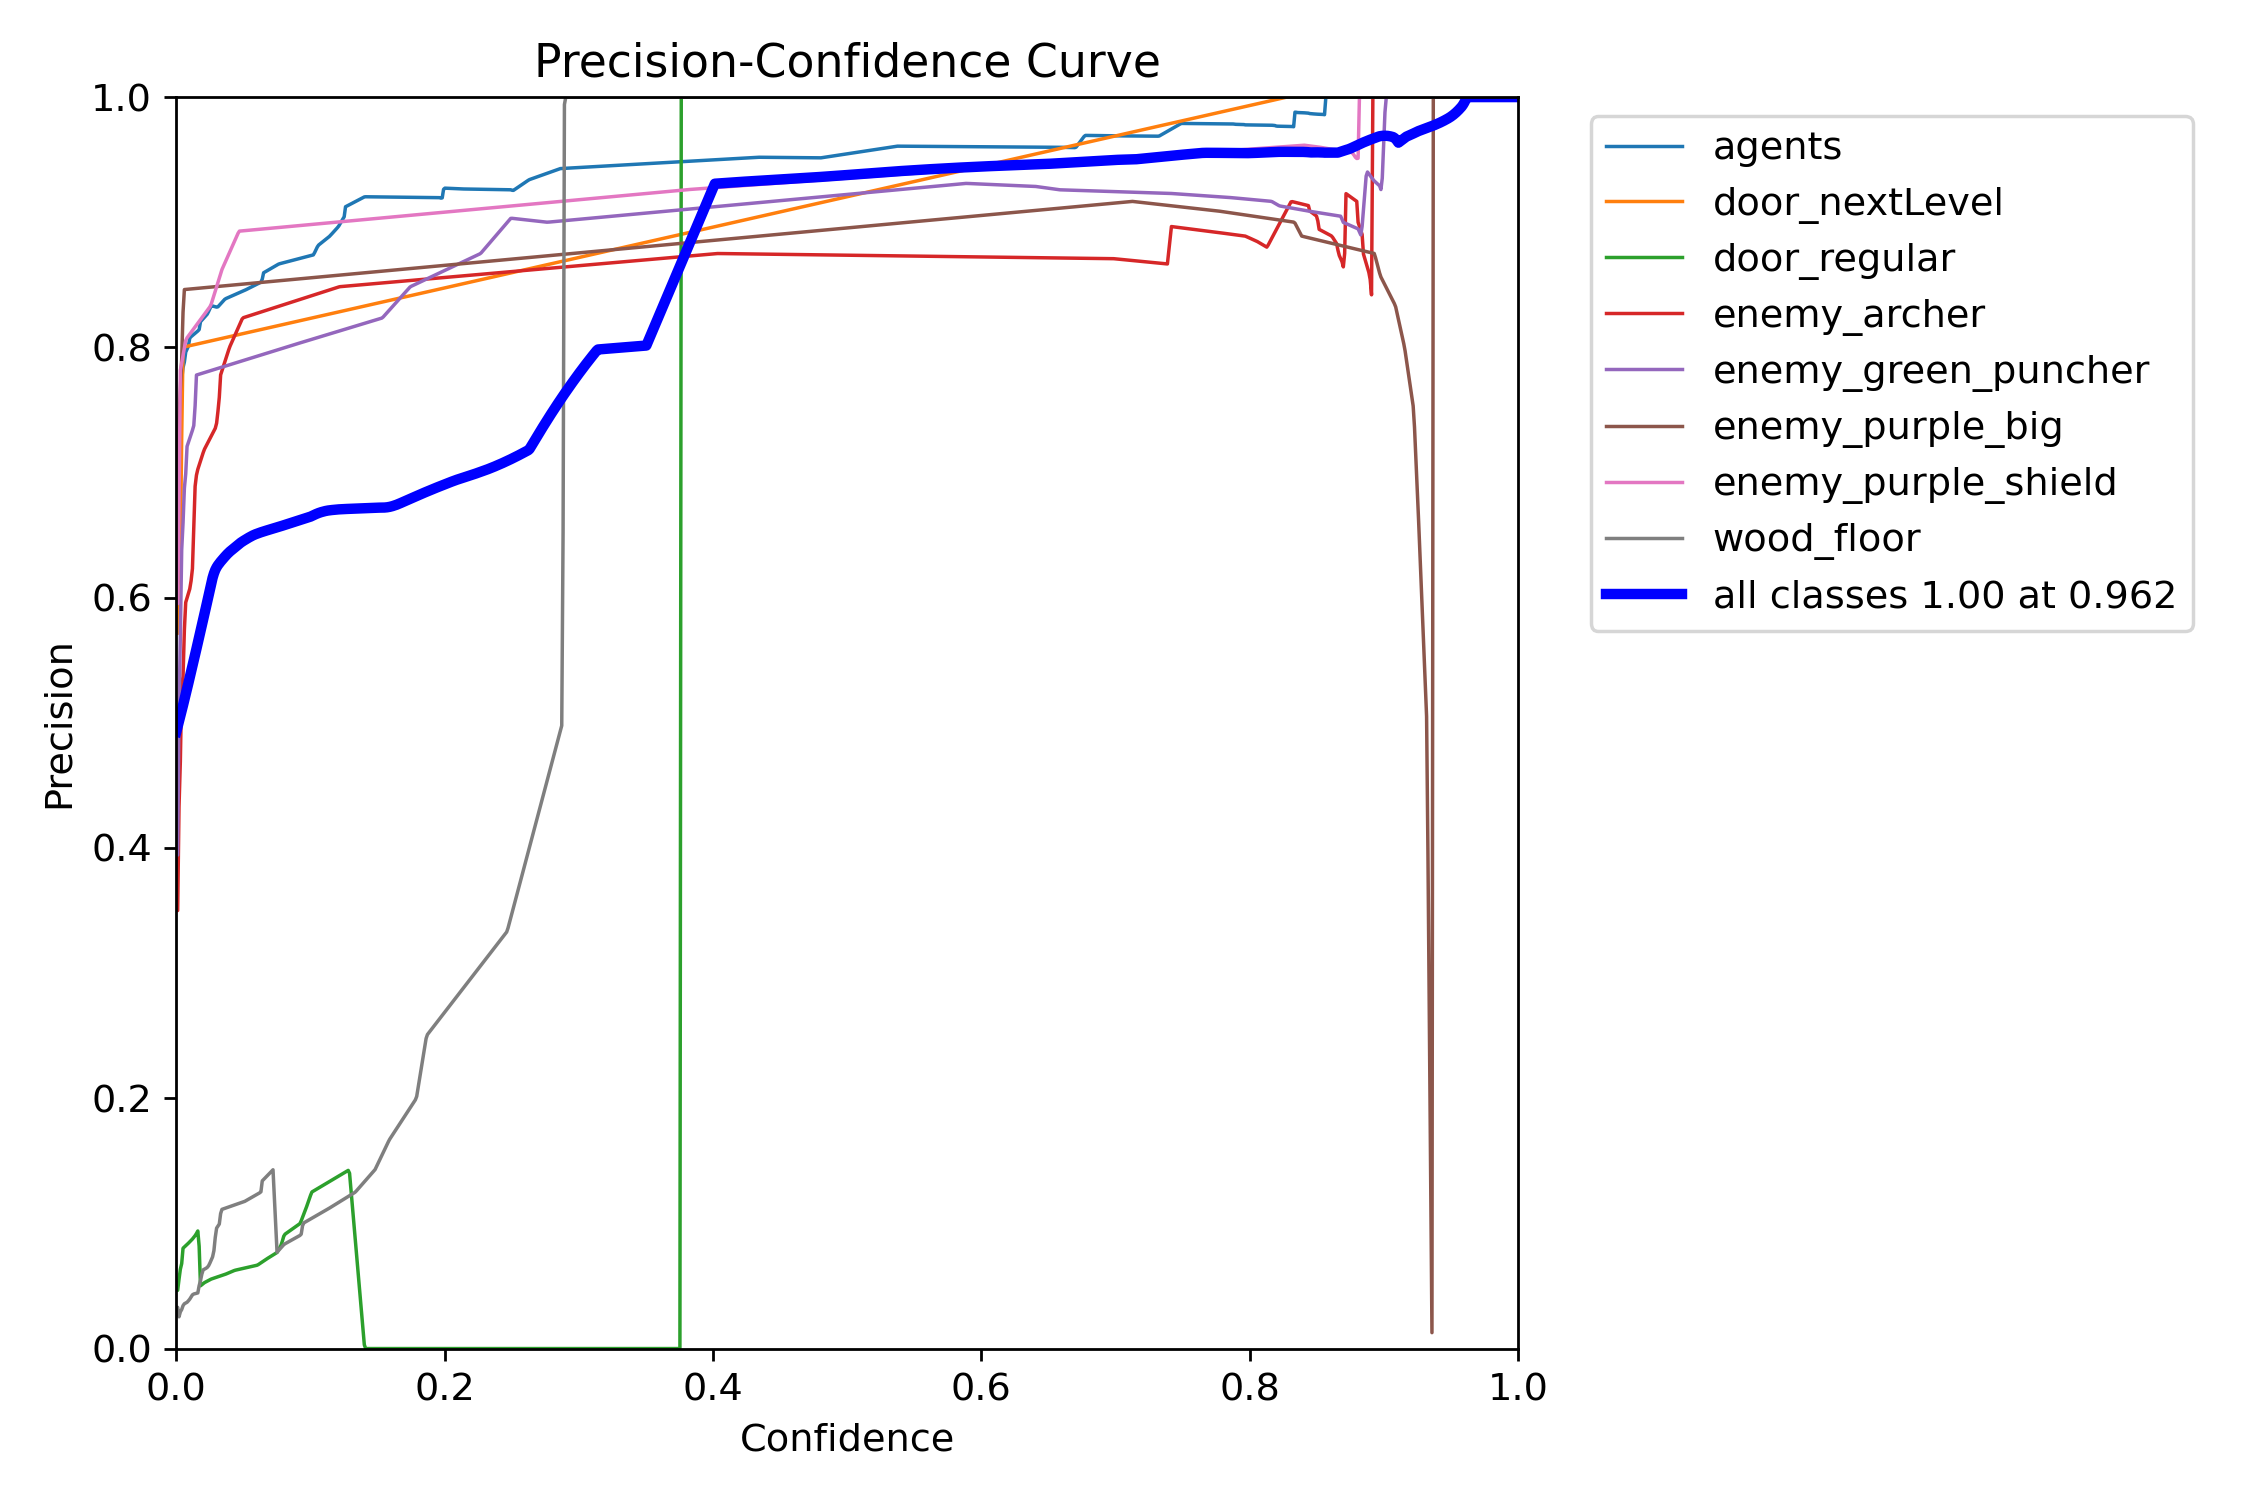 Precision-Confidence Curve
1.0
0.8
0.6
0.4
0.2
0.0
Precision
0.0 0.2 0.4 0.6 0.8 1.0
Confidence
agents
door_nextLevel
door_regular
enemy_archer
enemy_green_puncher
enemy_purple_big
enemy_purple_shield
wood_floor
all classes 1.00 at 0.962